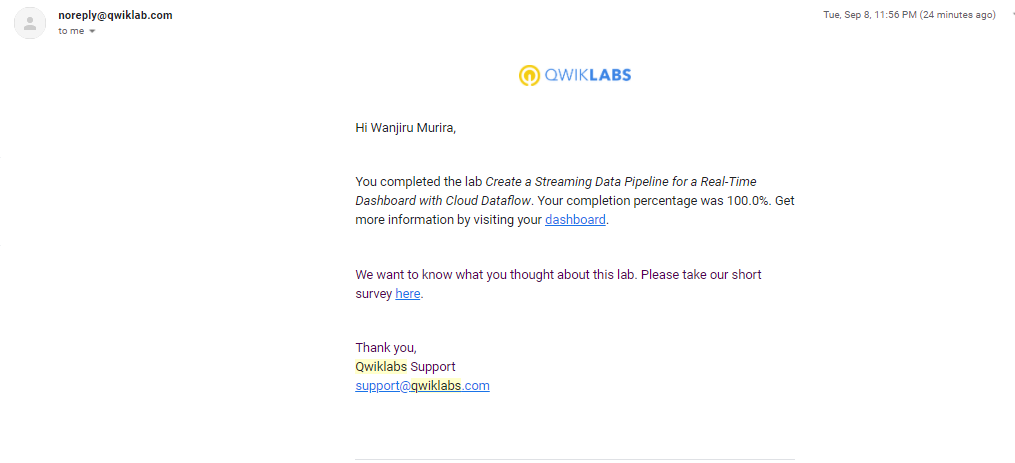 noreply@qwiklab.com
Tue, Sep 8, 11:56 PM (24 minutes ago)
to me
QWIKLABS
Hi Wanjiru Murira,
You completed the lab Create a Streaming Data Pipeline for a Real-Time
Dashboard with Cloud Dataflow. Your completion percentage was 100.0%. Get
more information by visiting your dashboard.
We want to know what you thought about this lab. Please take our short
survey here.
Thank you,
Qwiklabs Support
support@qwiklabs.com